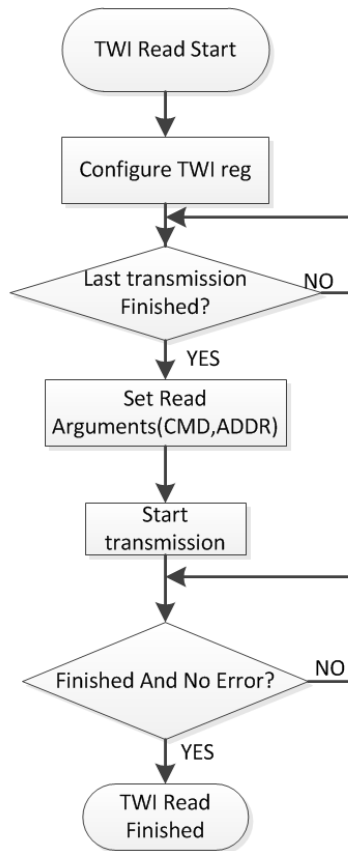 TWI Read Start
Configure TWI reg
Last transmission
Finished?
NO
YES
Set Read
Arguments(CMD,ADDR)
Start
transmission
Finished And No Error?
NO
YES
TWI Read
Finished